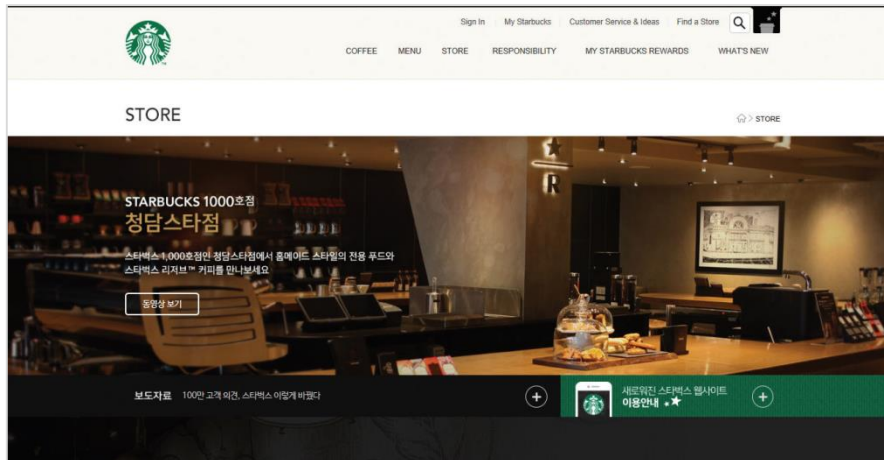 Sign In
My Starbucks
Customer Service & Ideas
Find a Store
COFFEE
MENU
STORE
RESPONSIBILITY
MY STARBUCKS REWARDS
WHAT'S NEW
STORE
> STORE
R
STARBUCKS 1000호점
청담스타점
스타벅스 1,000호점인 청담스타점에서 홈메이드 스타일의 전용 푸드와
스타벅스 리저브™ 커피를 만나보세요
동영상 보기
보도자료 100만 고객 의견, 스타벅스 이렇게 바꿨다
새로워진 스타벅스 웹사이트
이용안내